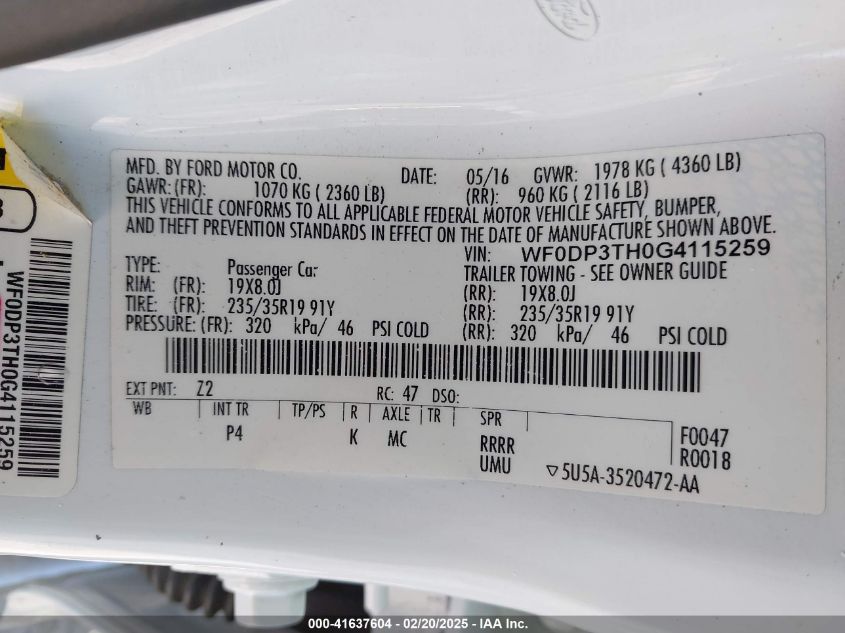 Ford
MFD. BY FORD MOTOR CO. DATE: 05/16 GVWR: 1978 KG ( 4360 LB)
GAWR: (FR): 1070 KG ( 2360 LB) (RR): 960 KG ( 2116 LB)
THIS VEHICLE CONFORMS TO ALL APPLICABLE FEDERAL MOTOR VEHICLE SAFETY, BUMPER,
AND THEFT PREVENTION STANDARDS IN EFFECT ON THE DATE OF MANUFACTURE SHOWN ABOVE.
VIN: WF0DP3TH0G4115259
TYPE: Passenger Car TRAILER TOWING - SEE OWNER GUIDE
RIM: (FR): 19X8.0J (RR): 19X8.0J
TIRE: (FR): 235/35R19 91Y (RR): 235/35R19 91Y
PRESSURE: (FR): 320 kPa/ 46 PSI COLD (RR): 320 kPa/ 46 PSI COLD
EXT PNT: Z2 RC: 47 DSO:
WB INT TR TP/PS R AXLE TR SPR
P4 K MC RRRR F0047
UMU R0018
▽5U5A-3520472-AA
WF0DP3TH0G4115259
000-41637604 - 02/20/2025 - IAA Inc.